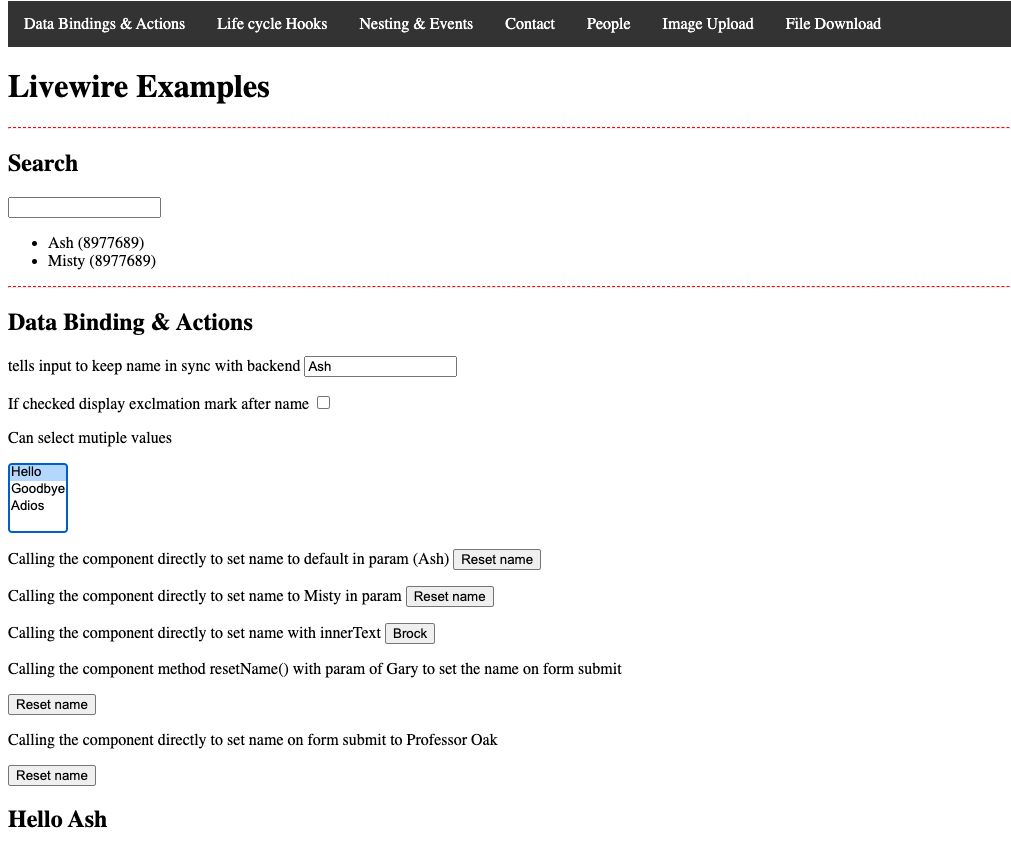 Data Bindings & Actions Life cycle Hooks Nesting & Events Contact People Image Upload File Download
Livewire Examples
Search
Ash (8977689)
Misty (8977689)
Data Binding & Actions
tells input to keep name in sync with backend Ash
If checked display exclmation mark after name
Can select mutiple values
Hello
Goodbye
Adios
Calling the component directly to set name to default in param (Ash) Reset name
Calling the component directly to set name to Misty in param Reset name
Calling the component directly to set name with innerText Brock
Calling the component method resetName() with param of Gary to set the name on form submit
Reset name
Calling the component directly to set name on form submit to Professor Oak
Reset name
Hello Ash